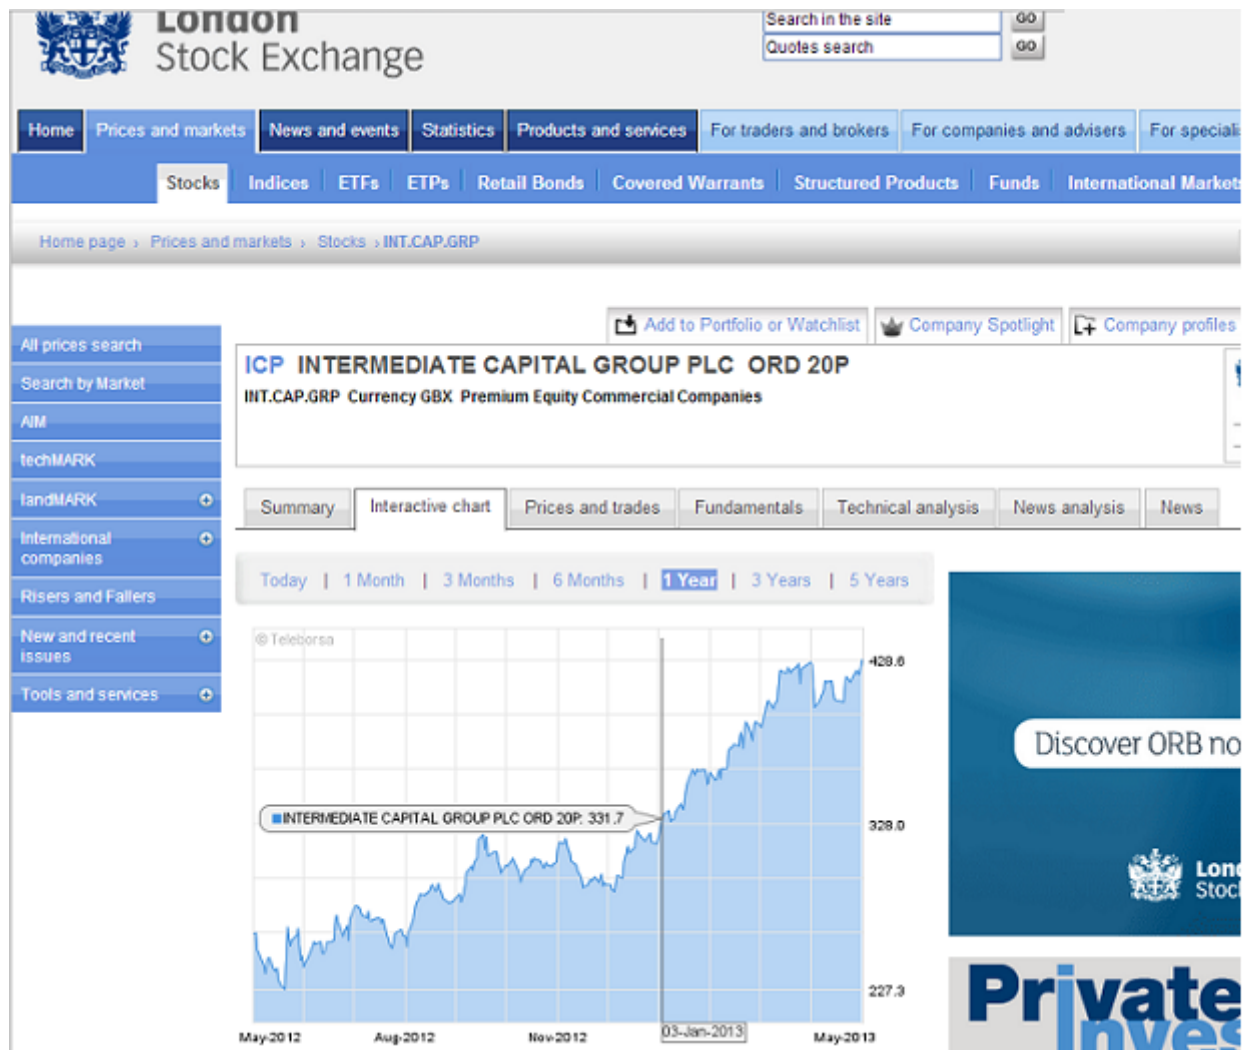 London
Stock Exchange
Search in the site GO
Quotes search GO
Home Prices and markets News and events Statistics Products and services For traders and brokers For companies and advisers For
Stocks Indices ETFs ETPs Retail Bonds Covered Warrants Structured Products Funds International
Home page › Prices and markets › Stocks › INT.CAP.GRP
Add to Portfolio or Watchlist Company Spotlight Company profiles
All prices search
Search by Market
AIM
techMARK
landMARK
International
companies
Risers and Fallers
New and recent
issues
Tools and services
ICP INTERMEDIATE CAPITAL GROUP PLC ORD 20P
INT.CAP.GRP Currency GBX Premium Equity Commercial Companies
Summary Interactive chart Prices and trades Fundamentals Technical analysis News analysis News
Today | 1 Month | 3 Months | 6 Months | 1 Year | 3 Years | 5 Years
© Teleborsa
428.6
INTERMEDIATE CAPITAL GROUP PLC ORD 20P: 331.7
328.0
227.3
May-2012 Aug-2012 Nov-2012 03-Jan-2013 May-2013
Discover ORB
Private